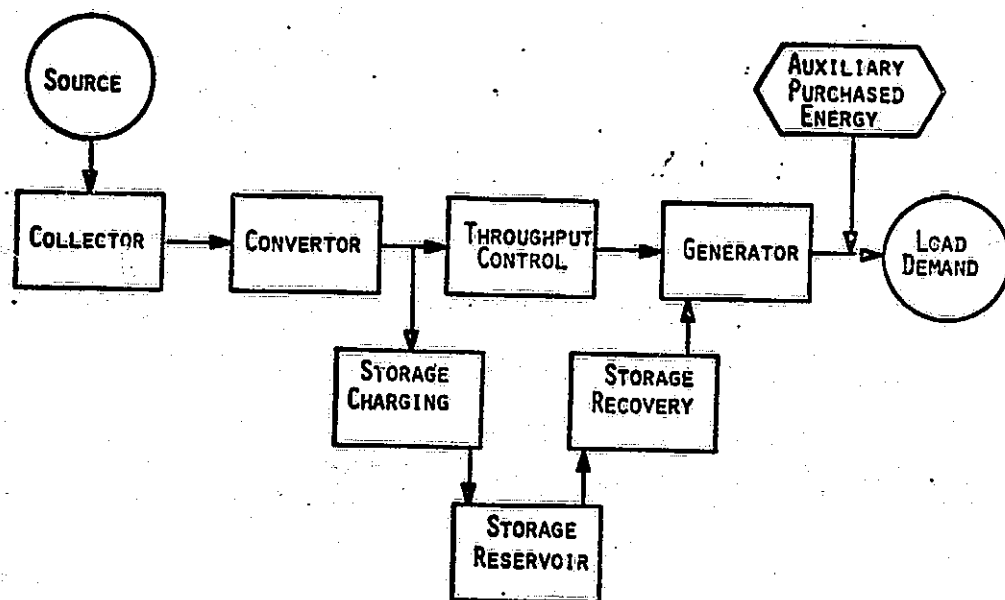 SOURCE
AUXILIARY
PURCHASED
ENERGY
COLLECTOR
CONVERTOR
THROUGHPUT
CONTROL
GENERATOR
LOAD
DEMAND
STORAGE
CHARGING
STORAGE
RECOVERY
STORAGE
RESERVOIR